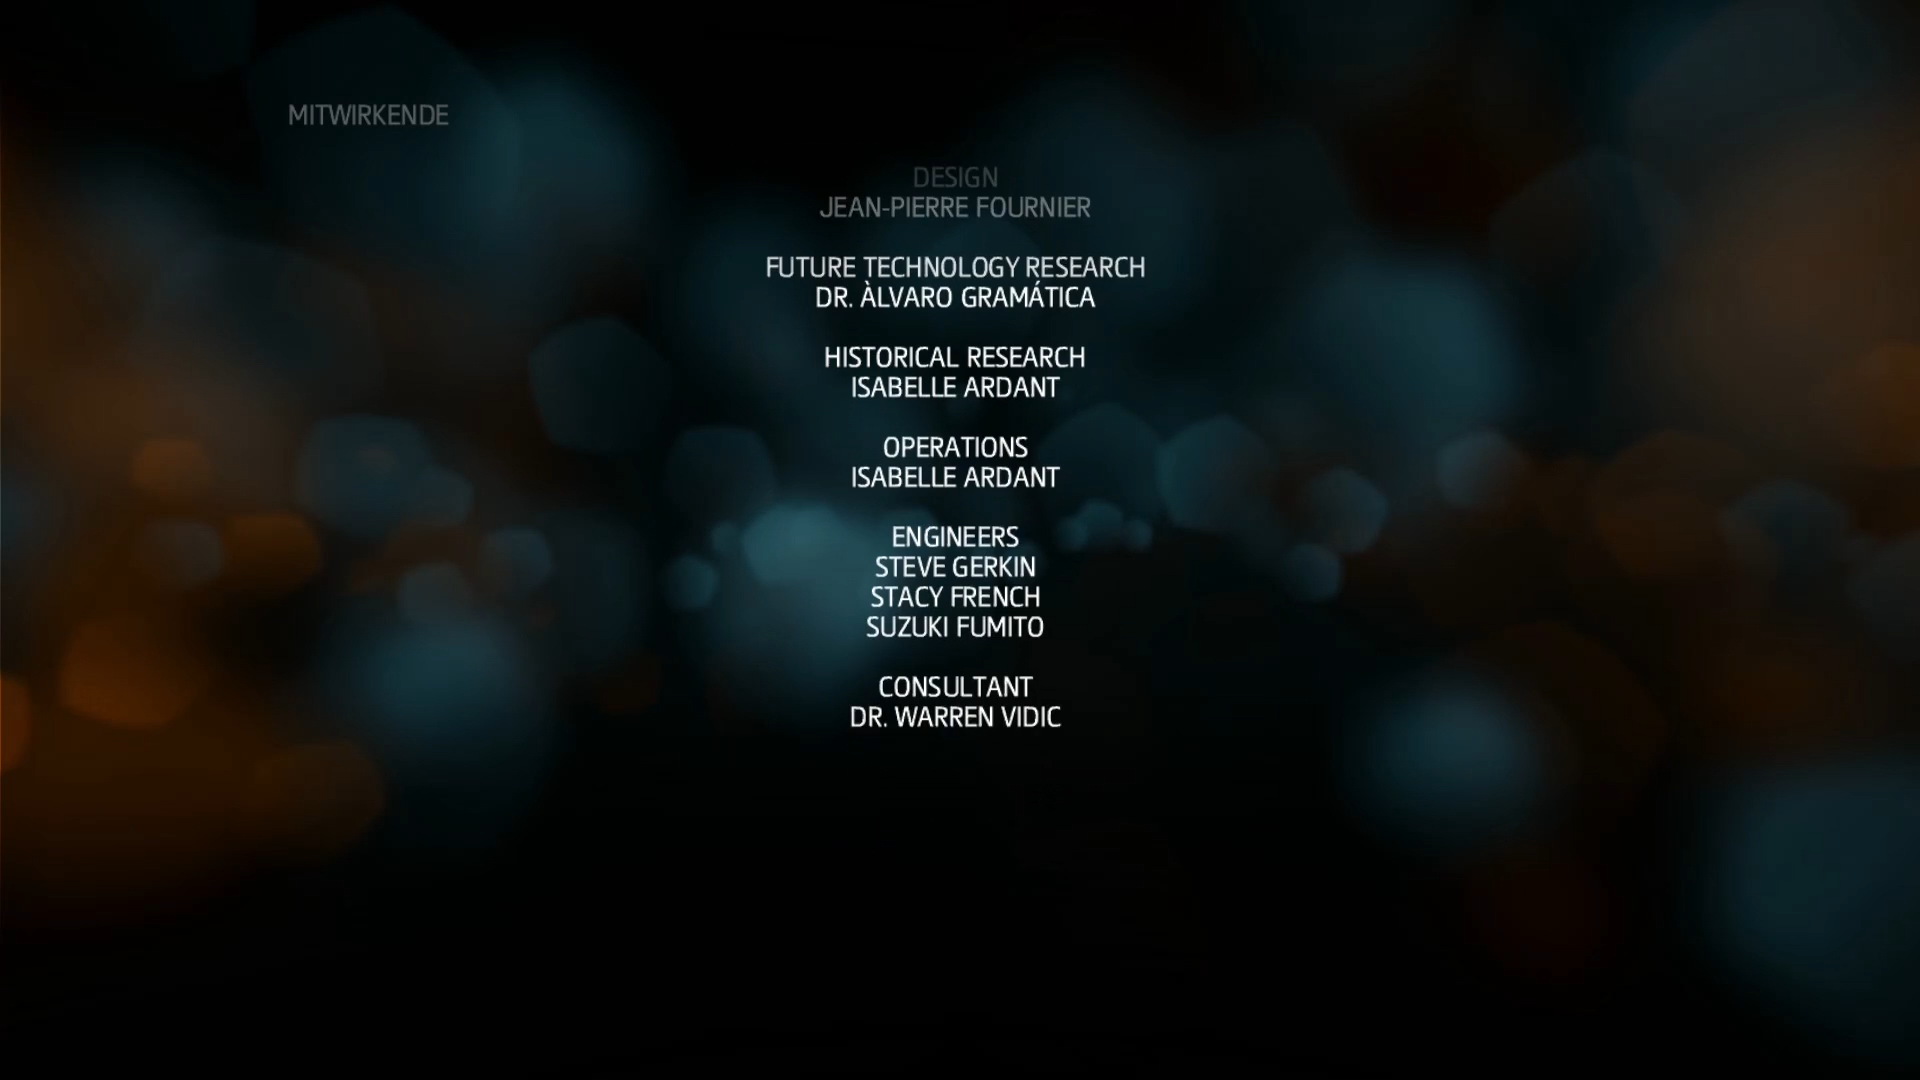 MITWIRKENDE
DESIGN
JEAN-PIERRE FOURNIER
FUTURE TECHNOLOGY RESEARCH
DR. ÀLVARO GRAMÁTICA
HISTORICAL RESEARCH
ISABELLE ARDANT
OPERATIONS
ISABELLE ARDANT
ENGINEERS
STEVE GERKIN
STACY FRENCH
SUZUKI FUMITO
CONSULTANT
DR. WARREN VIDIC